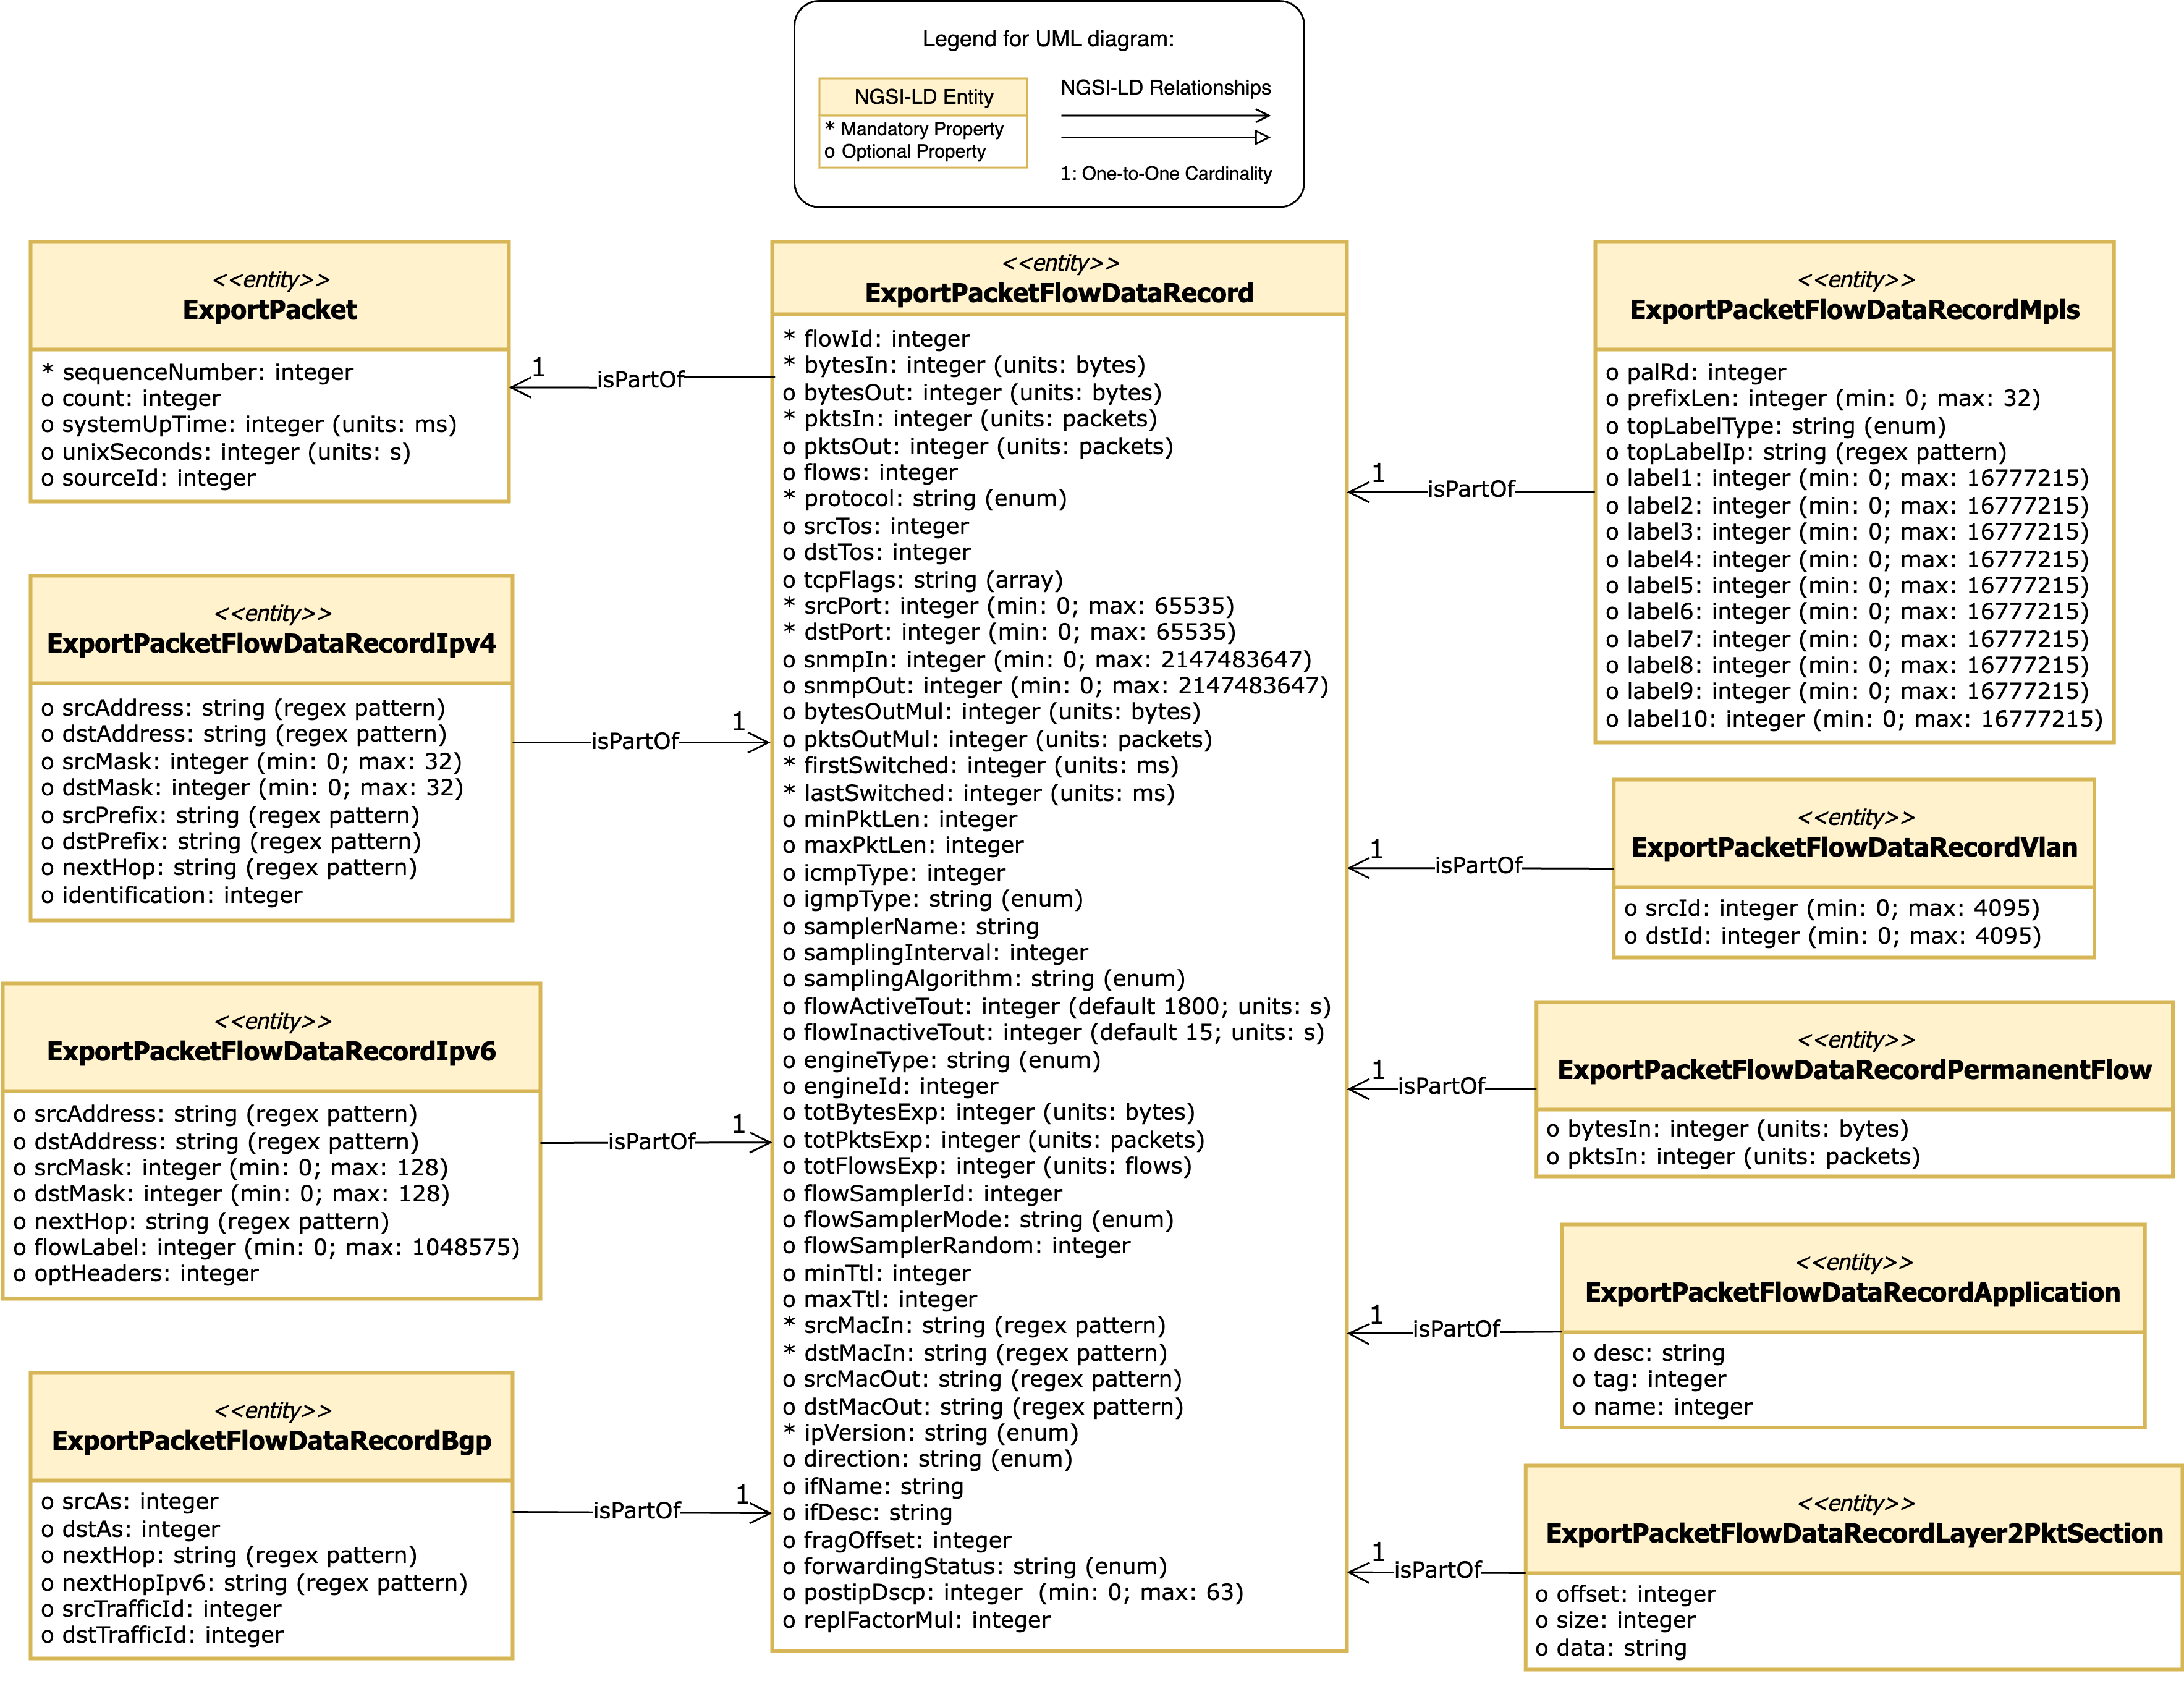 Legend for UML diagram:
NGSI-LD Entity
* Mandatory Property
o Optional Property
NGSI-LD Relationships
1: One-to-One Cardinality
<<entity>>
ExportPacket
* sequenceNumber: integer
o count: integer
o systemUpTime: integer (units: ms)
o unixSeconds: integer (units: s)
o sourceId: integer
1
isPartOf
<<entity>>
ExportPacketFlowDataRecordIpv4
o srcAddress: string (regex pattern)
o dstAddress: string (regex pattern)
o srcMask: integer (min: 0; max: 32)
o dstMask: integer (min: 0; max: 32)
o srcPrefix: string (regex pattern)
o dstPrefix: string (regex pattern)
o nextHop: string (regex pattern)
o identification: integer
isPartOf
1
<<entity>>
ExportPacketFlowDataRecordIpv6
o srcAddress: string (regex pattern)
o dstAddress: string (regex pattern)
o srcMask: integer (min: 0; max: 128)
o dstMask: integer (min: 0; max: 128)
o nextHop: string (regex pattern)
o flowLabel: integer (min: 0; max: 1048575)
o optHeaders: integer
isPartOf
1
<<entity>>
ExportPacketFlowDataRecordBgp
o srcAs: integer
o dstAs: integer
o nextHop: string (regex pattern)
o nextHopIpv6: string (regex pattern)
o srcTrafficId: integer
o dstTrafficId: integer
isPartOf
1
<<entity>>
ExportPacketFlowDataRecord
* flowId: integer
* bytesIn: integer (units: bytes)
o bytesOut: integer (units: bytes)
* pktsIn: integer (units: packets)
o pktsOut: integer (units: packets)
o flows: integer
* protocol: string (enum)
o srcTos: integer
o dstTos: integer
o tcpFlags: string (array)
* srcPort: integer (min: 0; max: 65535)
* dstPort: integer (min: 0; max: 65535)
o snmpIn: integer (min: 0; max: 2147483647)
o snmpOut: integer (min: 0; max: 2147483647)
o bytesOutMul: integer (units: bytes)
o pktsOutMul: integer (units: packets)
* firstSwitched: integer (units: ms)
* lastSwitched: integer (units: ms)
o minPktLen: integer
o maxPktLen: integer
o icmpType: integer
o igmpType: string (enum)
o samplerName: string
o samplingInterval: integer
o samplingAlgorithm: string (enum)
o flowActiveTout: integer (default 1800; units: s)
o flowInactiveTout: integer (default 15; units: s)
o engineType: string (enum)
o engineId: integer
o totBytesExp: integer (units: bytes)
o totPktsExp: integer (units: packets)
o totFlowsExp: integer (units: flows)
o flowSamplerId: integer
o flowSamplerMode: string (enum)
o flowSamplerRandom: integer
o minTtl: integer
o maxTtl: integer
* srcMacIn: string (regex pattern)
* dstMacIn: string (regex pattern)
o srcMacOut: string (regex pattern)
o dstMacOut: string (regex pattern)
* ipVersion: string (enum)
o direction: string (enum)
o ifName: string
o ifDesc: string
o fragOffset: integer
o forwardingStatus: string (enum)
o postipDscp: integer (min: 0; max: 63)
o replFactorMul: integer
1
isPartOf
<<entity>>
ExportPacketFlowDataRecordMpls
o palRd: integer
o prefixLen: integer (min: 0; max: 32)
o topLabelType: string (enum)
o topLabelIp: string (regex pattern)
o label1: integer (min: 0; max: 16777215)
o label2: integer (min: 0; max: 16777215)
o label3: integer (min: 0; max: 16777215)
o label4: integer (min: 0; max: 16777215)
o label5: integer (min: 0; max: 16777215)
o label6: integer (min: 0; max: 16777215)
o label7: integer (min: 0; max: 16777215)
o label8: integer (min: 0; max: 16777215)
o label9: integer (min: 0; max: 16777215)
o label10: integer (min: 0; max: 16777215)
1
isPartOf
<<entity>>
ExportPacketFlowDataRecordVlan
o srcId: integer (min: 0; max: 4095)
o dstId: integer (min: 0; max: 4095)
1
isPartOf
<<entity>>
ExportPacketFlowDataRecordPermanentFlow
o bytesIn: integer (units: bytes)
o pktsIn: integer (units: packets)
1
isPartOf
<<entity>>
ExportPacketFlowDataRecordApplication
o desc: string
o tag: integer
o name: integer
1
isPartOf
<<entity>>
ExportPacketFlowDataRecordLayer2PktSection
o offset: integer
o size: integer
o data: string